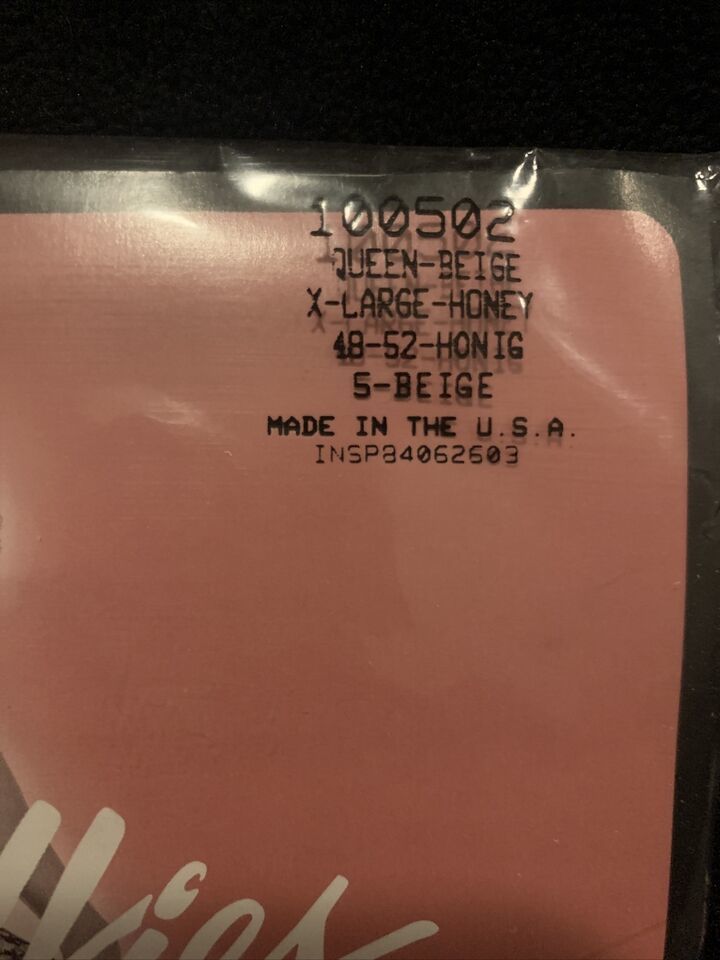 100502
QUEEN-BEIGE
X-LARGE-HONEY
48-52-HONIG
5-BEIGE
MADE IN THE U.S.A.
INSP84062603